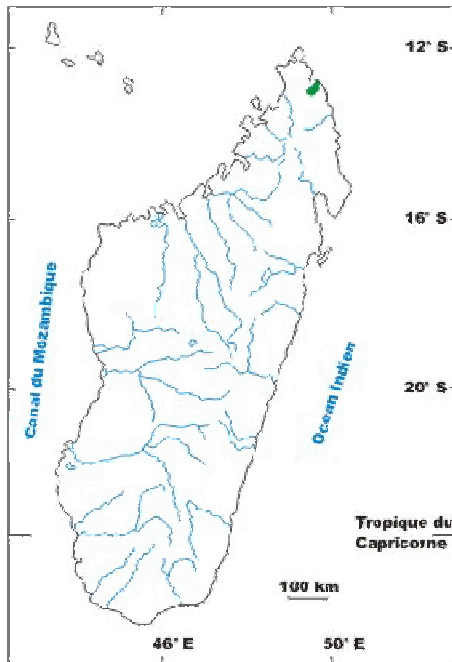 12° S
16° S
Canal du Mozambique
20° S
Ocean Indien
Tropique du
Capricorne
100 km
46° E
50° E